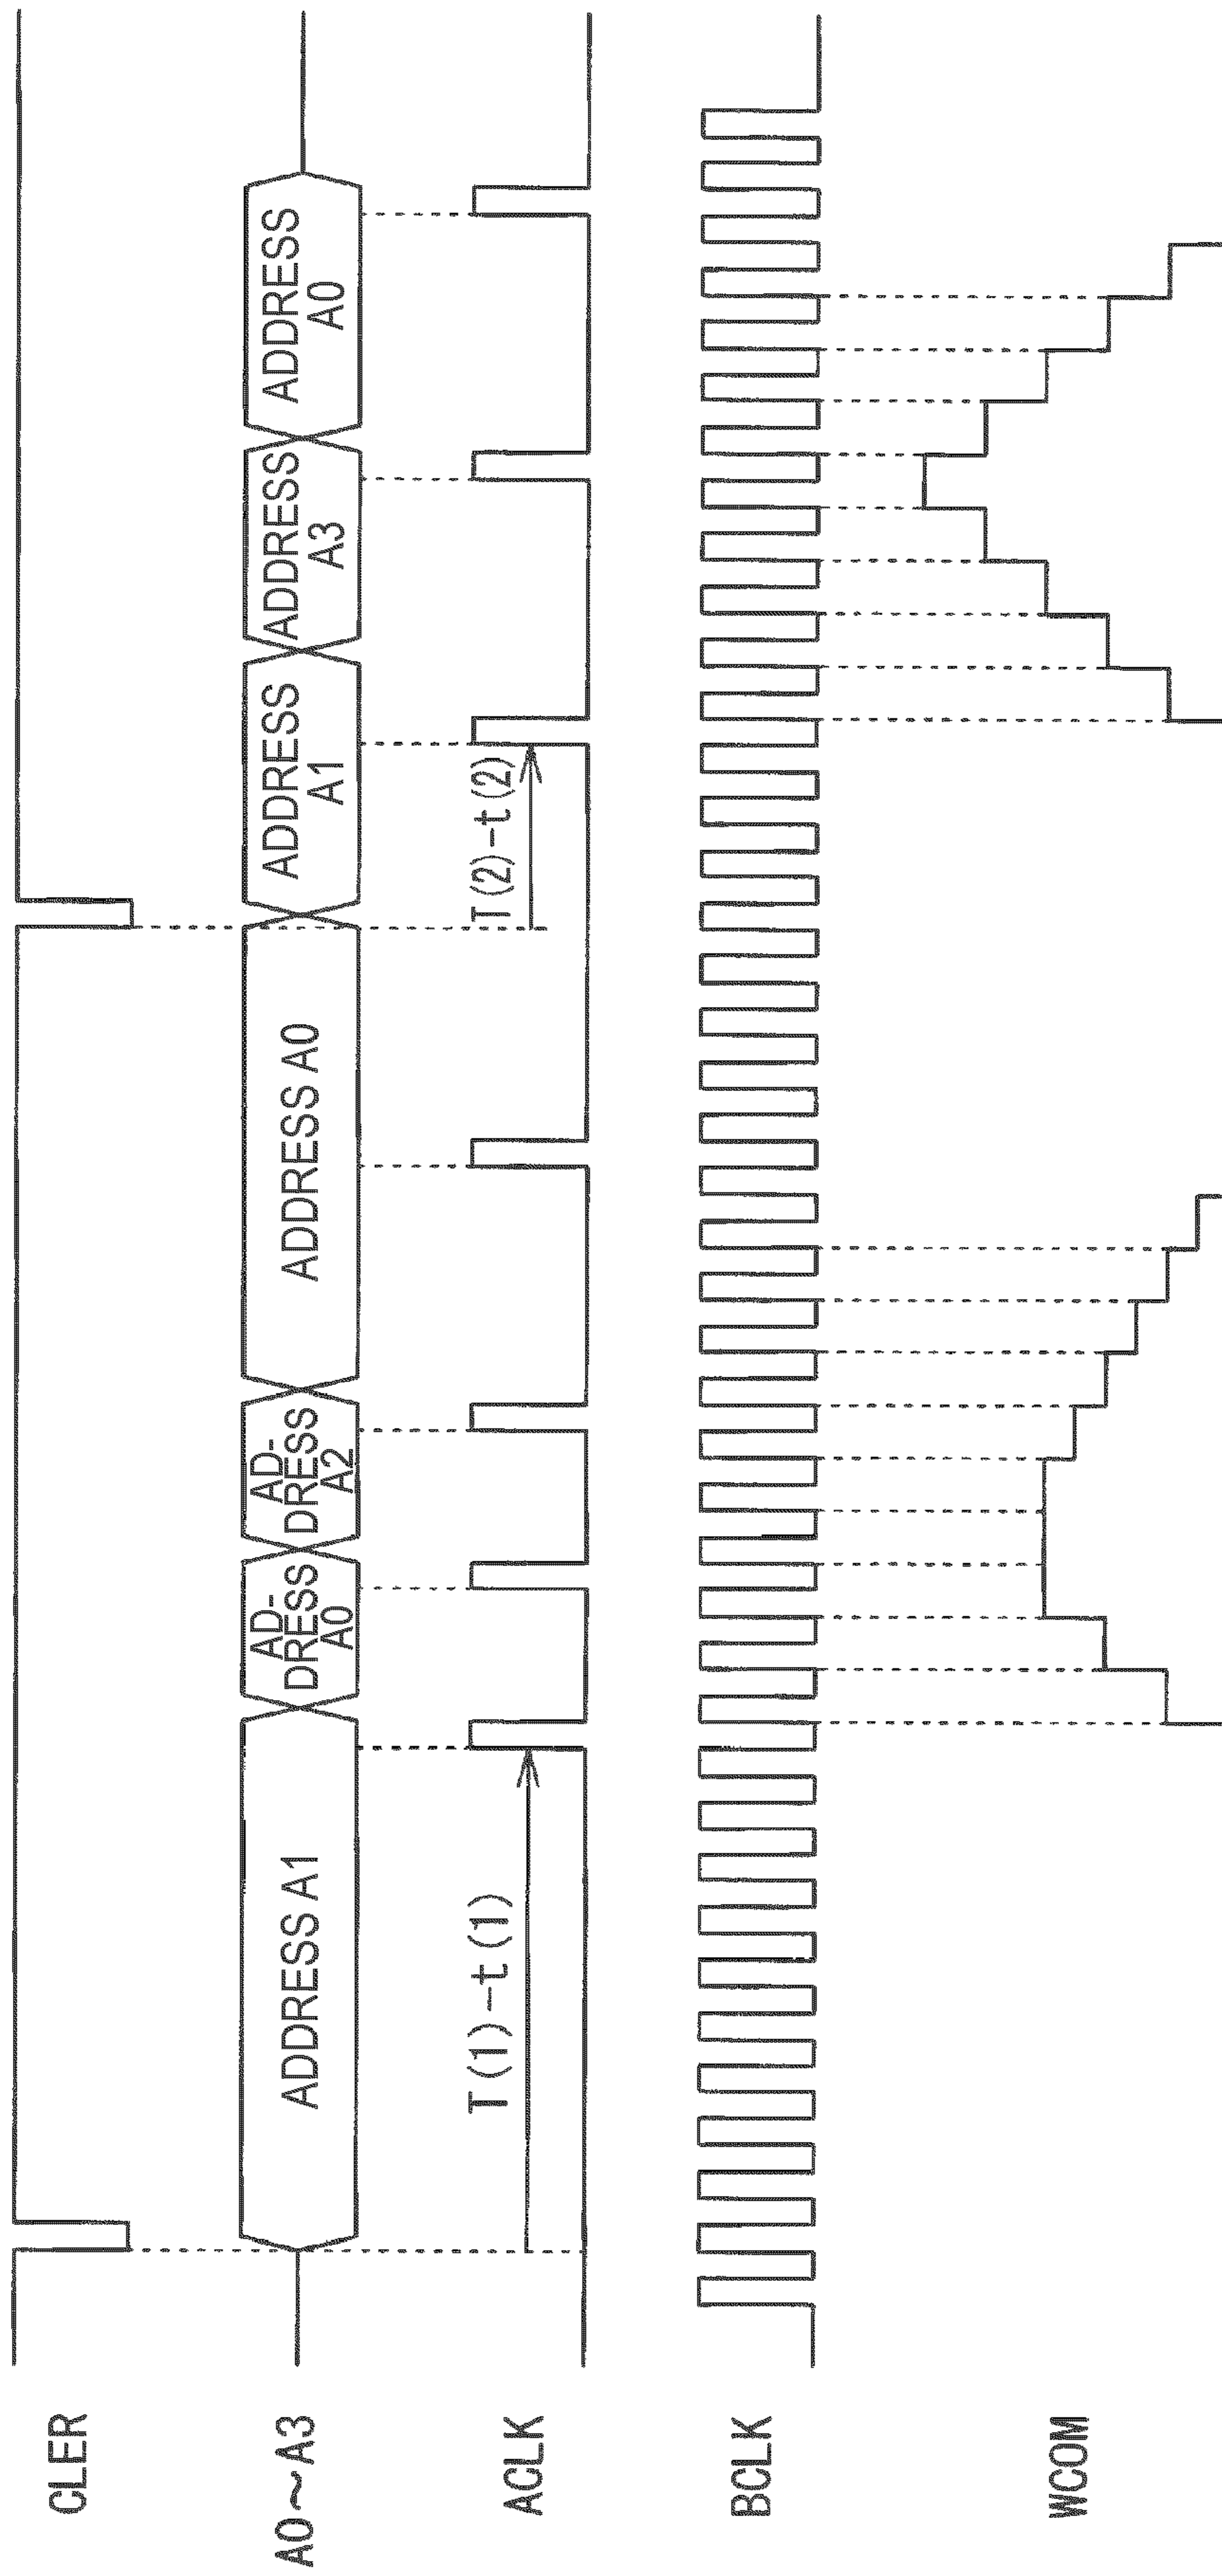 CLER
A0~A3
ADDRESS A1
AD-
DRESS
A0
AD-
DRESS
A2
ADDRESS A0
ADDRESS
A1
ADDRESS
A3
ADDRESS
A0
ACLK
T(1)-t(1)
T(2)-t(2)
BCLK
WCOM